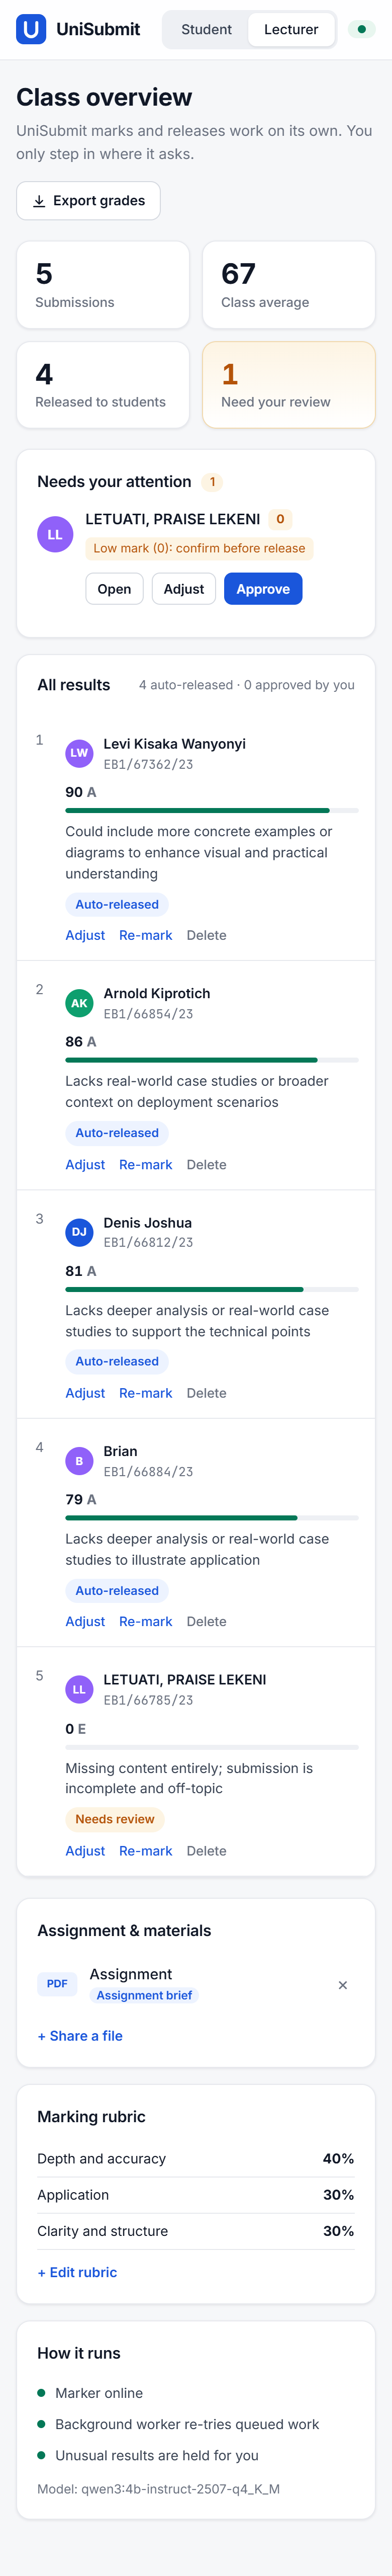 U UniSubmit Student Lecturer
Class overview
UniSubmit marks and releases work on its own. You
only step in where it asks.
Export grades
5
Submissions
67
Class average
4
Released to students
1
Need your review
Needs your attention 1
LL
LETUATI, PRAISE LEKENI 0
Low mark (0): confirm before release
Open Adjust Approve
All results 4 auto-released · 0 approved by you
1
LW
Levi Kisaka Wanyonyi
EB1/67362/23
90 A
Could include more concrete examples or
diagrams to enhance visual and practical
understanding
Auto-released
Adjust Re-mark Delete
2
AK
Arnold Kiprotich
EB1/66854/23
86 A
Lacks real-world case studies or broader
context on deployment scenarios
Auto-released
Adjust Re-mark Delete
3
DJ
Denis Joshua
EB1/66812/23
81 A
Lacks deeper analysis or real-world case
studies to support the technical points
Auto-released
Adjust Re-mark Delete
4
B
Brian
EB1/66884/23
79 A
Lacks deeper analysis or real-world case
studies to illustrate application
Auto-released
Adjust Re-mark Delete
5
LL
LETUATI, PRAISE LEKENI
EB1/66785/23
0 E
Missing content entirely; submission is
incomplete and off-topic
Needs review
Adjust Re-mark Delete
Assignment & materials
PDF
Assignment
Assignment brief
×
+ Share a file
Marking rubric
Depth and accuracy 40%
Application 30%
Clarity and structure 30%
+ Edit rubric
How it runs
Marker online
Background worker re-tries queued work
Unusual results are held for you
Model: qwen3:4b-instruct-2507-q4_K_M